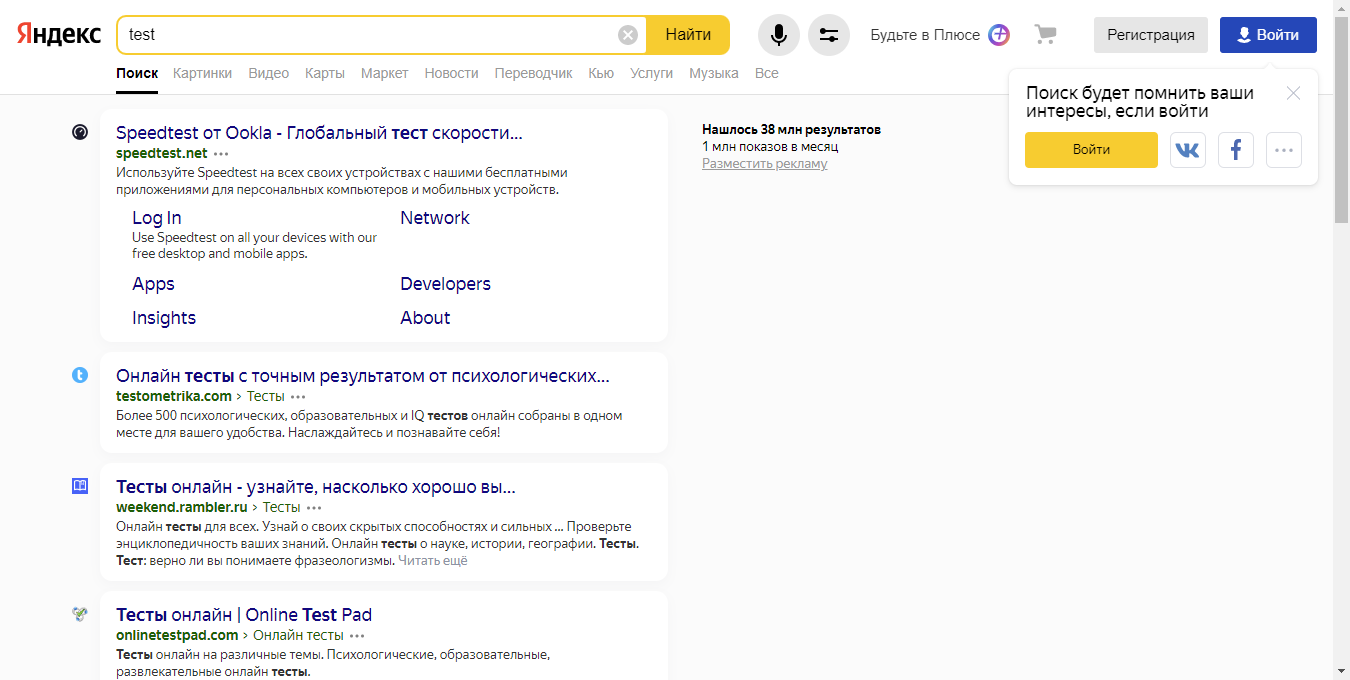 Яндекс
test
Найти
Будьте в Плюсе
Регистрация
Войти
Поиск Картинки Видео Карты Маркет Новости Переводчик Кью Услуги Музыка Все
Поиск будет помнить ваши
интересы, если войти
Войти
Speedtest от Ookla - Глобальный тест скорости...
speedtest.net
Используйте Speedtest на всех своих устройствах с нашими бесплатными
приложениями для персональных компьютеров и мобильных устройств.
Log In
Use Speedtest on all your devices with our
free desktop and mobile apps.
Network
Apps
Developers
Insights
About
Нашлось 38 млн результатов
1 млн показов в месяц
Разместить рекламу
Онлайн тесты с точным результатом от психологических...
testometrika.com › Тесты
Более 500 психологических, образовательных и IQ тестов онлайн собраны в одном
месте для вашего удобства. Наслаждайтесь и познавайте себя!
Тесты онлайн - узнайте, насколько хорошо вы...
weekend.rambler.ru › Тесты
Онлайн тесты для всех. Узнай о своих скрытых способностях и сильных ... Проверьте
энциклопедичность ваших знаний. Онлайн тесты о науке, истории, географии. Тесты.
Тест: верно ли вы понимаете фразеологизмы. Читать ещё
Тесты онлайн | Online Test Pad
onlinetestpad.com › Онлайн тесты
Тесты онлайн на различные темы. Психологические, образовательные,
развлекательные онлайн тесты.